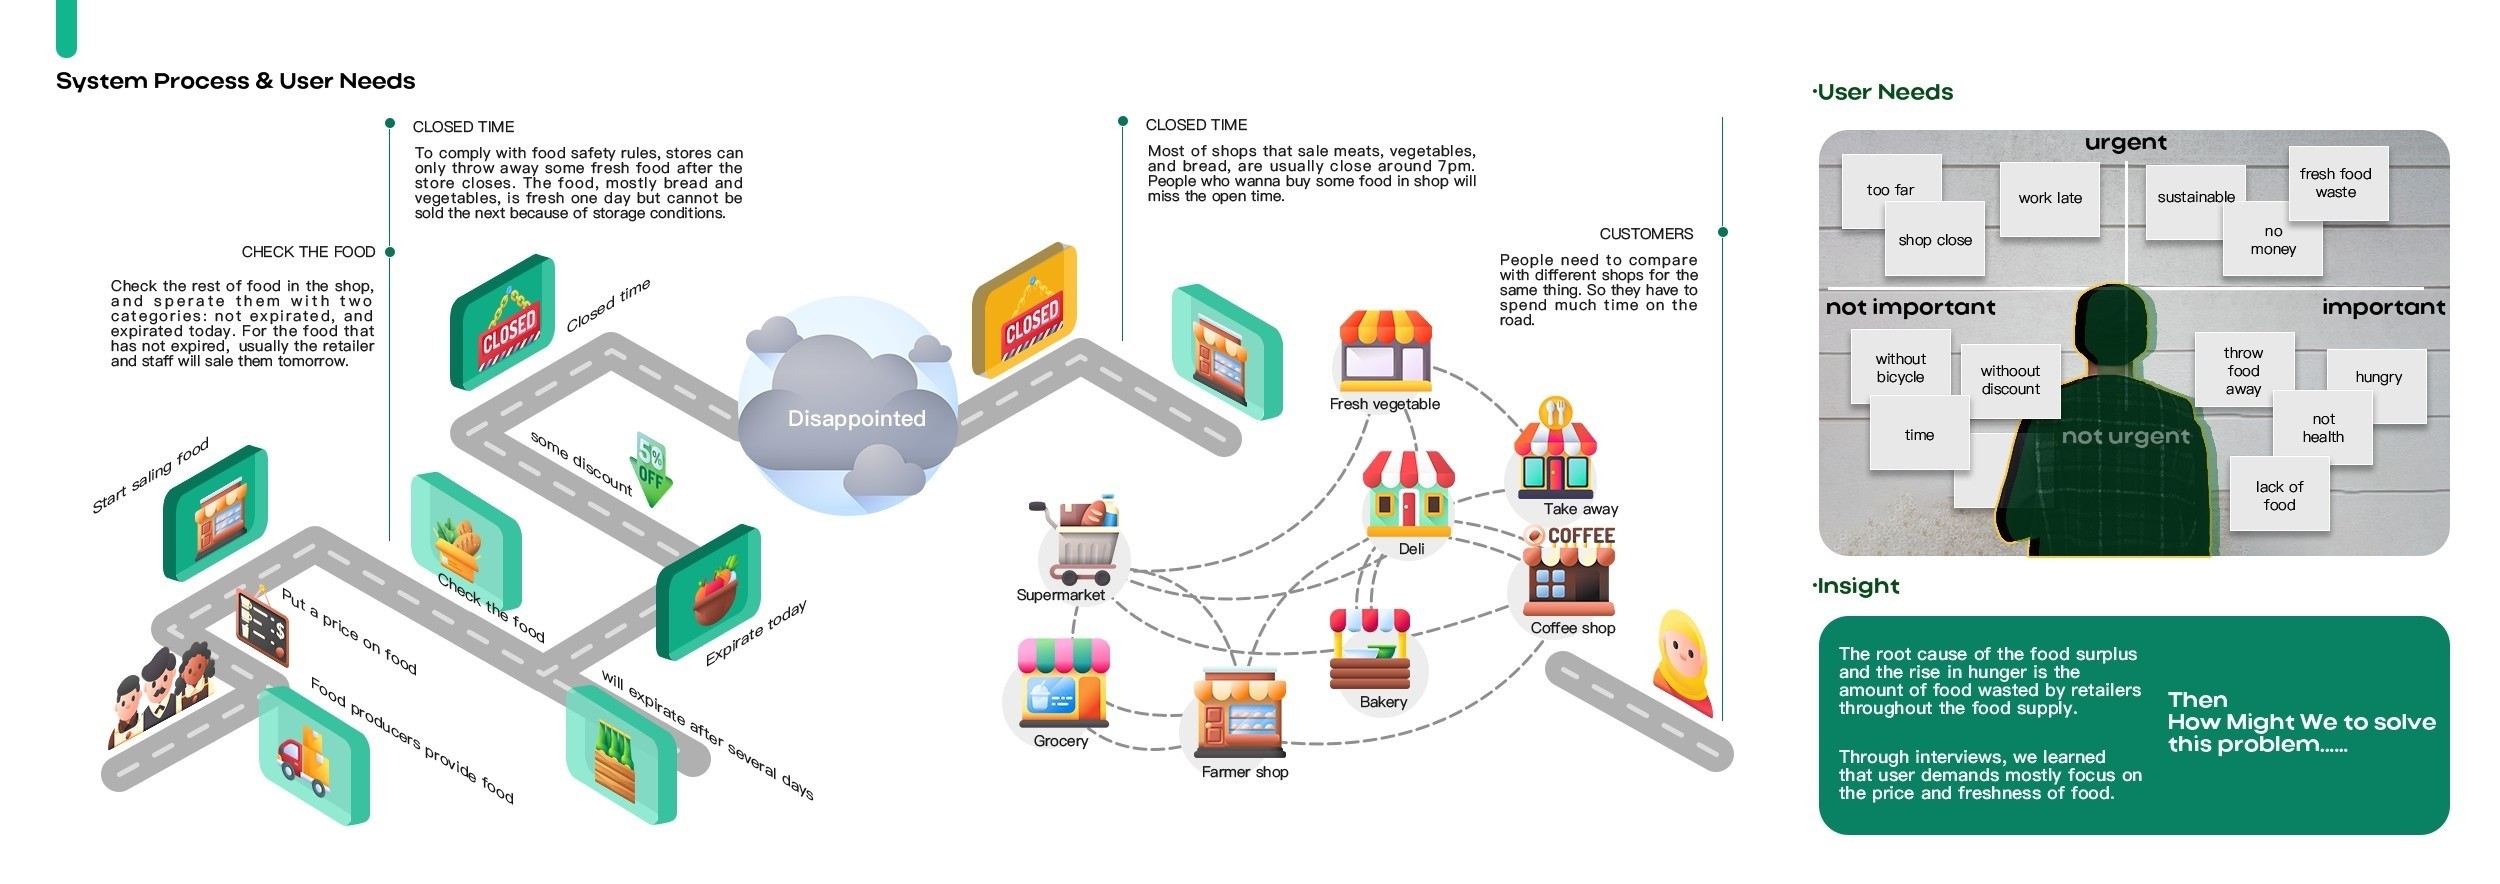 System Process & User Needs
CLOSED TIME
To comply with food safety rules, stores can
only throw away some fresh food after the
store closes. The food, mostly bread and
vegetables, is fresh one day but cannot be
sold the next because of storage conditions.
CHECK THE FOOD
Check the rest of food in the shop,
and sperate them with two
categories: not expirated, and
expirated today. For the food that
has not expired, usually the retailer
and staff will sale them tomorrow.
CLOSED
Closed time
some discount
5%
OFF
Start saling food
Check the food
Put a price on food
$
Food producers provide food
Expirate today
will expirate after several days
Disappointed
CLOSED TIME
Most of shops that sale meats, vegetables,
and bread, are usually close around 7pm.
People who wanna buy some food in shop will
miss the open time.
CLOSED
CUSTOMERS
People need to compare
with different shops for the
same thing. So they have to
spend much time on the
road.
Fresh vegetable
Take away
Deli
COFFEE
Coffee shop
Supermarket
Bakery
Grocery
Farmer shop
·User Needs
urgent
too far
shop close
work late
sustainable
no
money
fresh food
waste
not important
important
without
bicycle
withoout
discount
time
not urgent
throw
food
away
hungry
not
health
lack of
food
·Insight
The root cause of the food surplus
and the rise in hunger is the
amount of food wasted by retailers
throughout the food supply.
Through interviews, we learned
that user demands mostly focus on
the price and freshness of food.
Then
How Might We to solve
this problem......